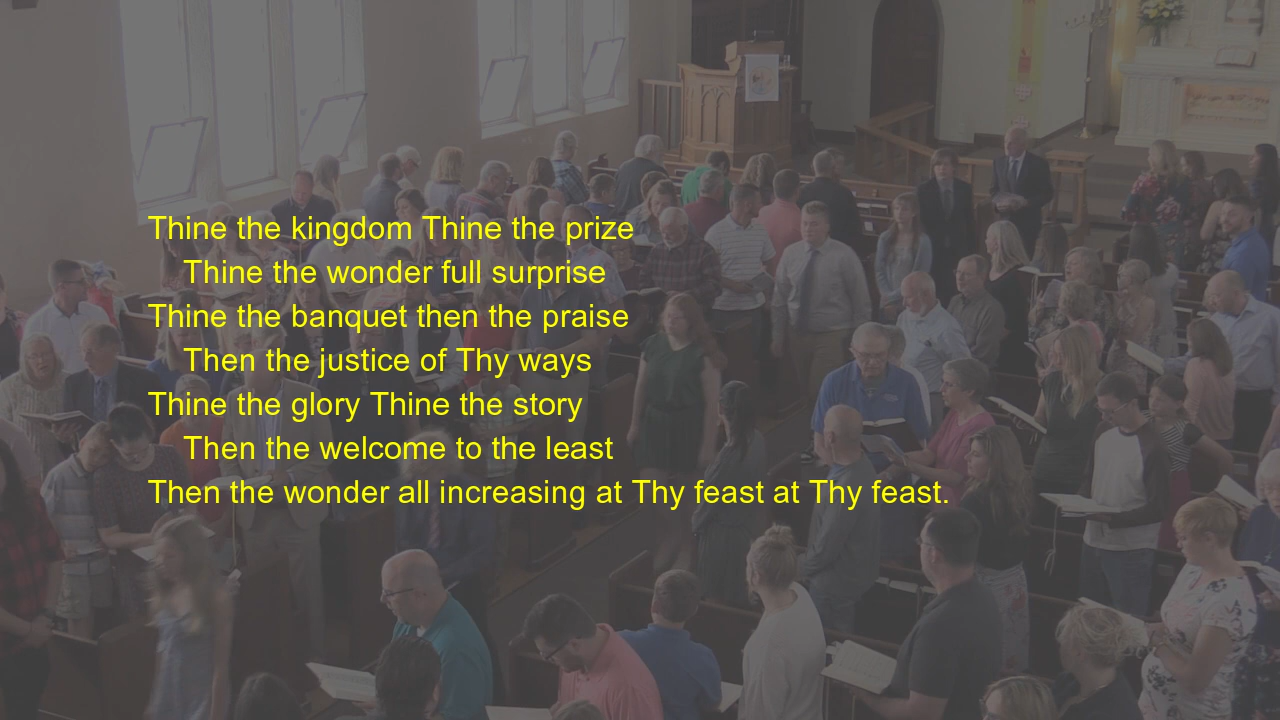 Thine the kingdom Thine the prize
Thine the wonder full surprise
Thine the banquet then the praise
Then the justice of Thy ways
Thine the glory Thine the story
Then the welcome to the least
Then the wonder all increasing at Thy feast at Thy feast.